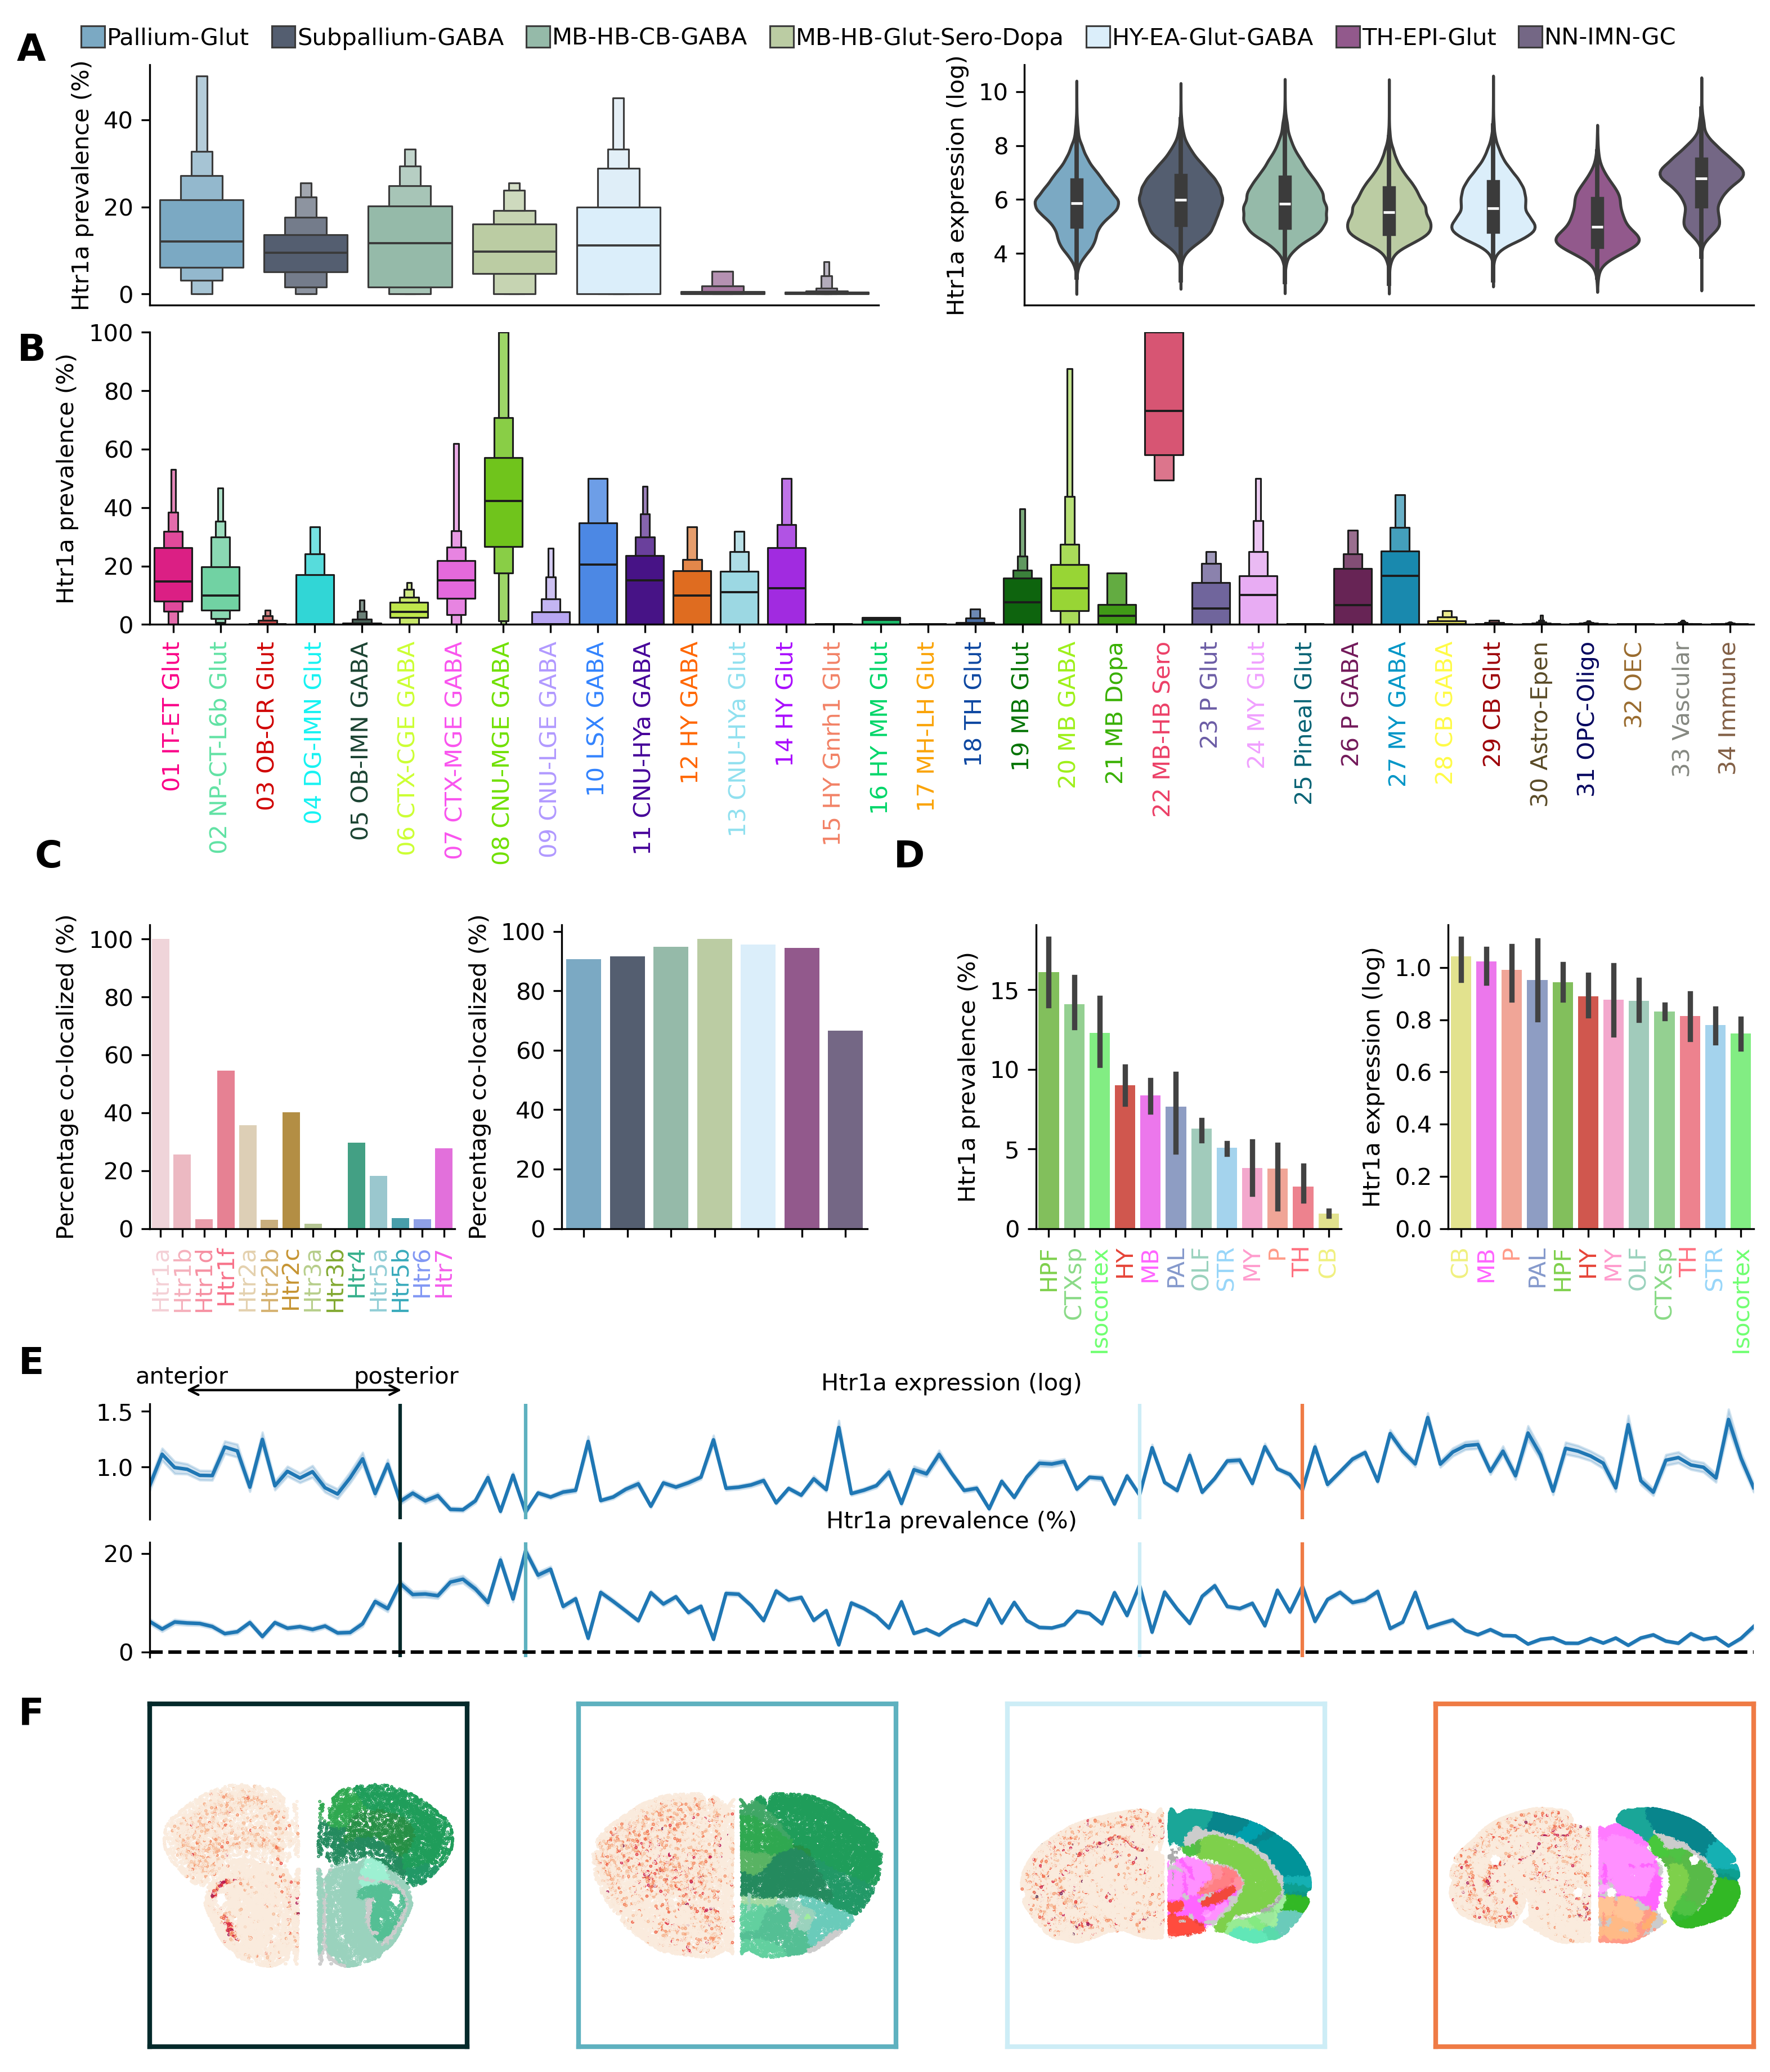 A
Pallium-Glut Subpallium-GABA MB-HB-CB-GABA MB-HB-Glut-Sero-Dopa HY-EA-Glut-GABA TH-EPI-Glut NN-IMN-GC
Htr1a prevalence (%)
40
20
0
Htr1a expression (log)
10
8
6
4
B
Htr1a prevalence (%)
100
80
60
40
20
0
01 IT-ET Glut
02 NP-CT-L6b Glut
03 OB-CR Glut
04 DG-IMN Glut
05 OB-IMN GABA
06 CTX-CGE GABA
07 CTX-MGE GABA
08 CNU-MGE GABA
09 CNU-LGE GABA
10 LSX GABA
11 CNU-HYa GABA
12 HY GABA
13 CNU-HYa Glut
14 HY Glut
15 HY Gnrh1 Glut
16 HY MM Glut
17 MH-LH Glut
18 TH Glut
19 MB Glut
20 MB GABA
21 MB Dopa
22 MB-HB Sero
23 P Glut
24 MY Glut
25 Pineal Glut
26 P GABA
27 MY GABA
28 CB GABA
29 CB Glut
30 Astro-Epen
31 OPC-Oligo
32 OEC
33 Vascular
34 Immune
C
Percentage co-localized (%)
100
80
60
40
20
0
Htr1a
Htr1b
Htr1d
Htr1f
Htr2a
Htr2b
Htr2c
Htr3a
Htr3b
Htr4
Htr5a
Htr5b
Htr6
Htr7
Percentage co-localized (%)
100
80
60
40
20
0
D
Htr1a prevalence (%)
15
10
5
0
HPF
CTXsp
Isocortex
HY
MB
PAL
OLF
STR
MY
P
TH
CB
Htr1a expression (log)
1.0
0.8
0.6
0.4
0.2
0.0
CB
MB
P
PAL
HPF
HY
MY
OLF
CTXsp
TH
STR
Isocortex
E
anterior posterior
Htr1a expression (log)
1.5
1.0
Htr1a prevalence (%)
20
0
F